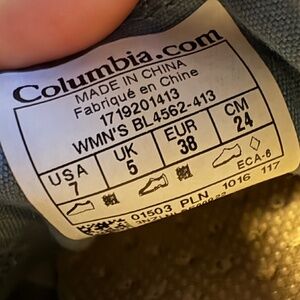 Columbia.com
MADE IN CHINA
Fabriqué en Chine
1719201413
WMN'S BL4562-413
USA UK EUR CM
7 5 38 24
ECA-6
01503 PLN 1016 117